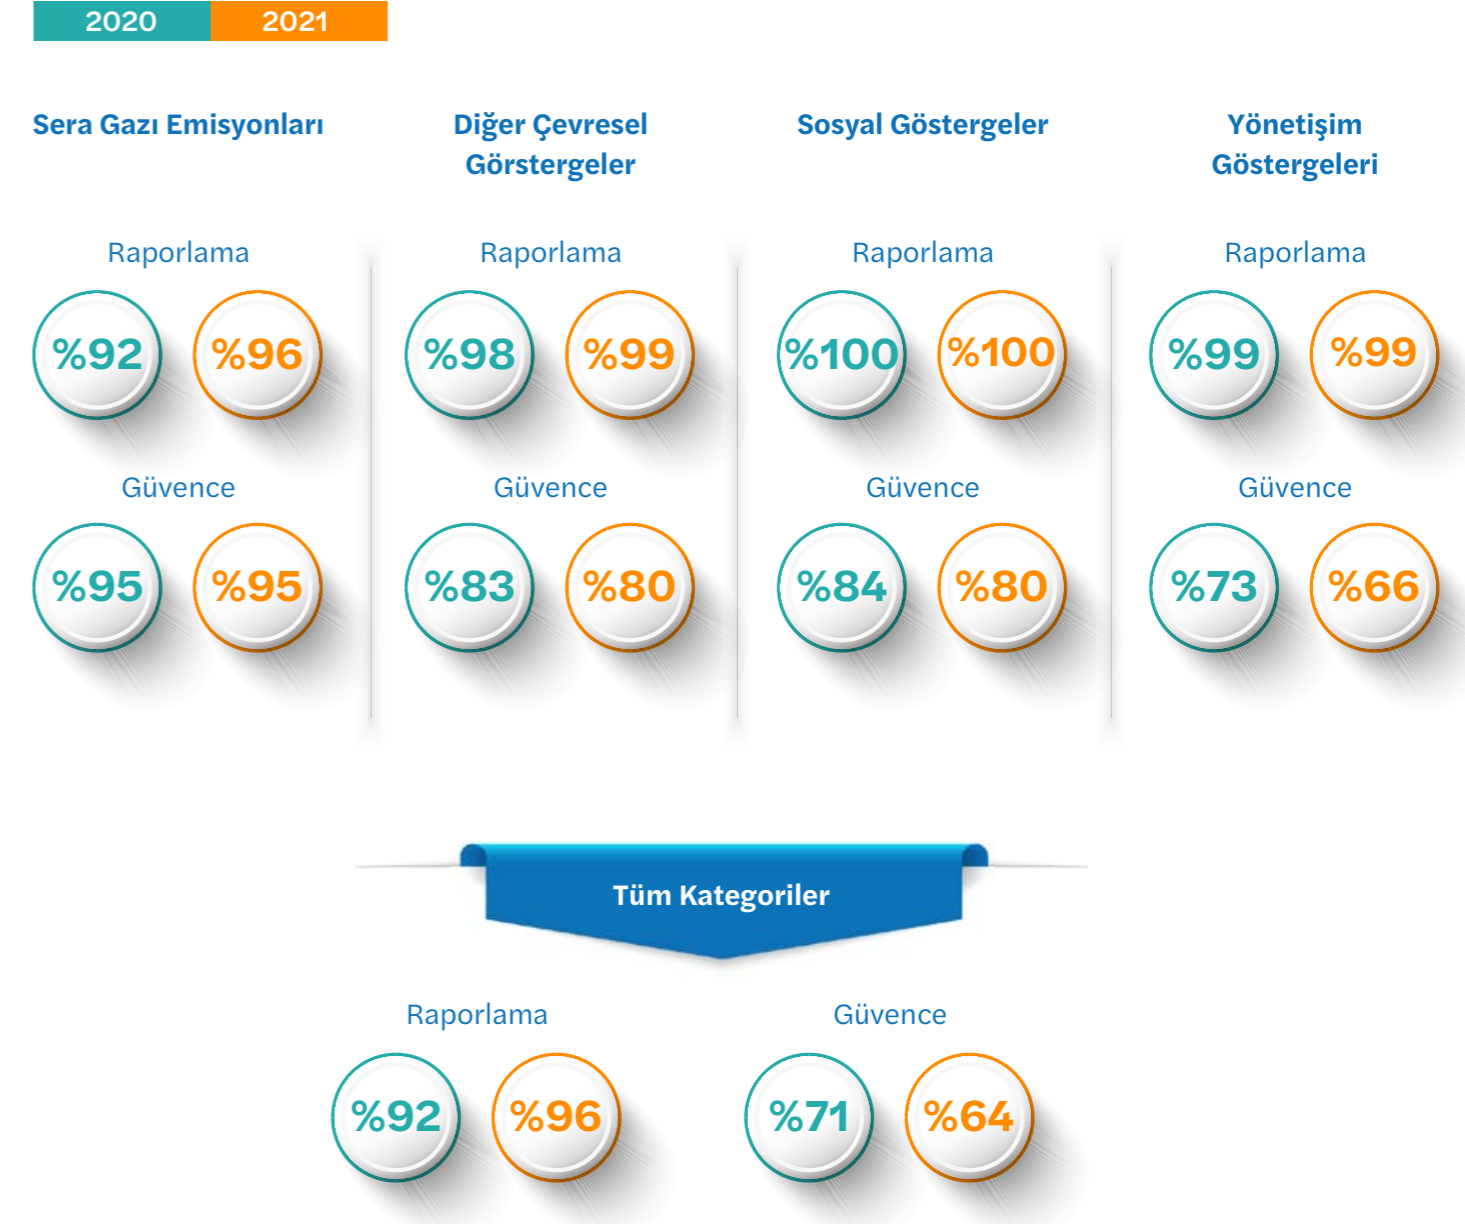 2020 2021
Sera Gazı Emisyonları
Diğer Çevresel
Görstergeler
Sosyal Göstergeler
Yönetişim
Göstergeleri
Raporlama Raporlama Raporlama Raporlama
%92 %96 %98 %99 %100 %100 %99 %99
Güvence Güvence Güvence Güvence
%95 %95 %83 %80 %84 %80 %73 %66
Tüm Kategoriler
Raporlama Güvence
%92 %96 %71 %64